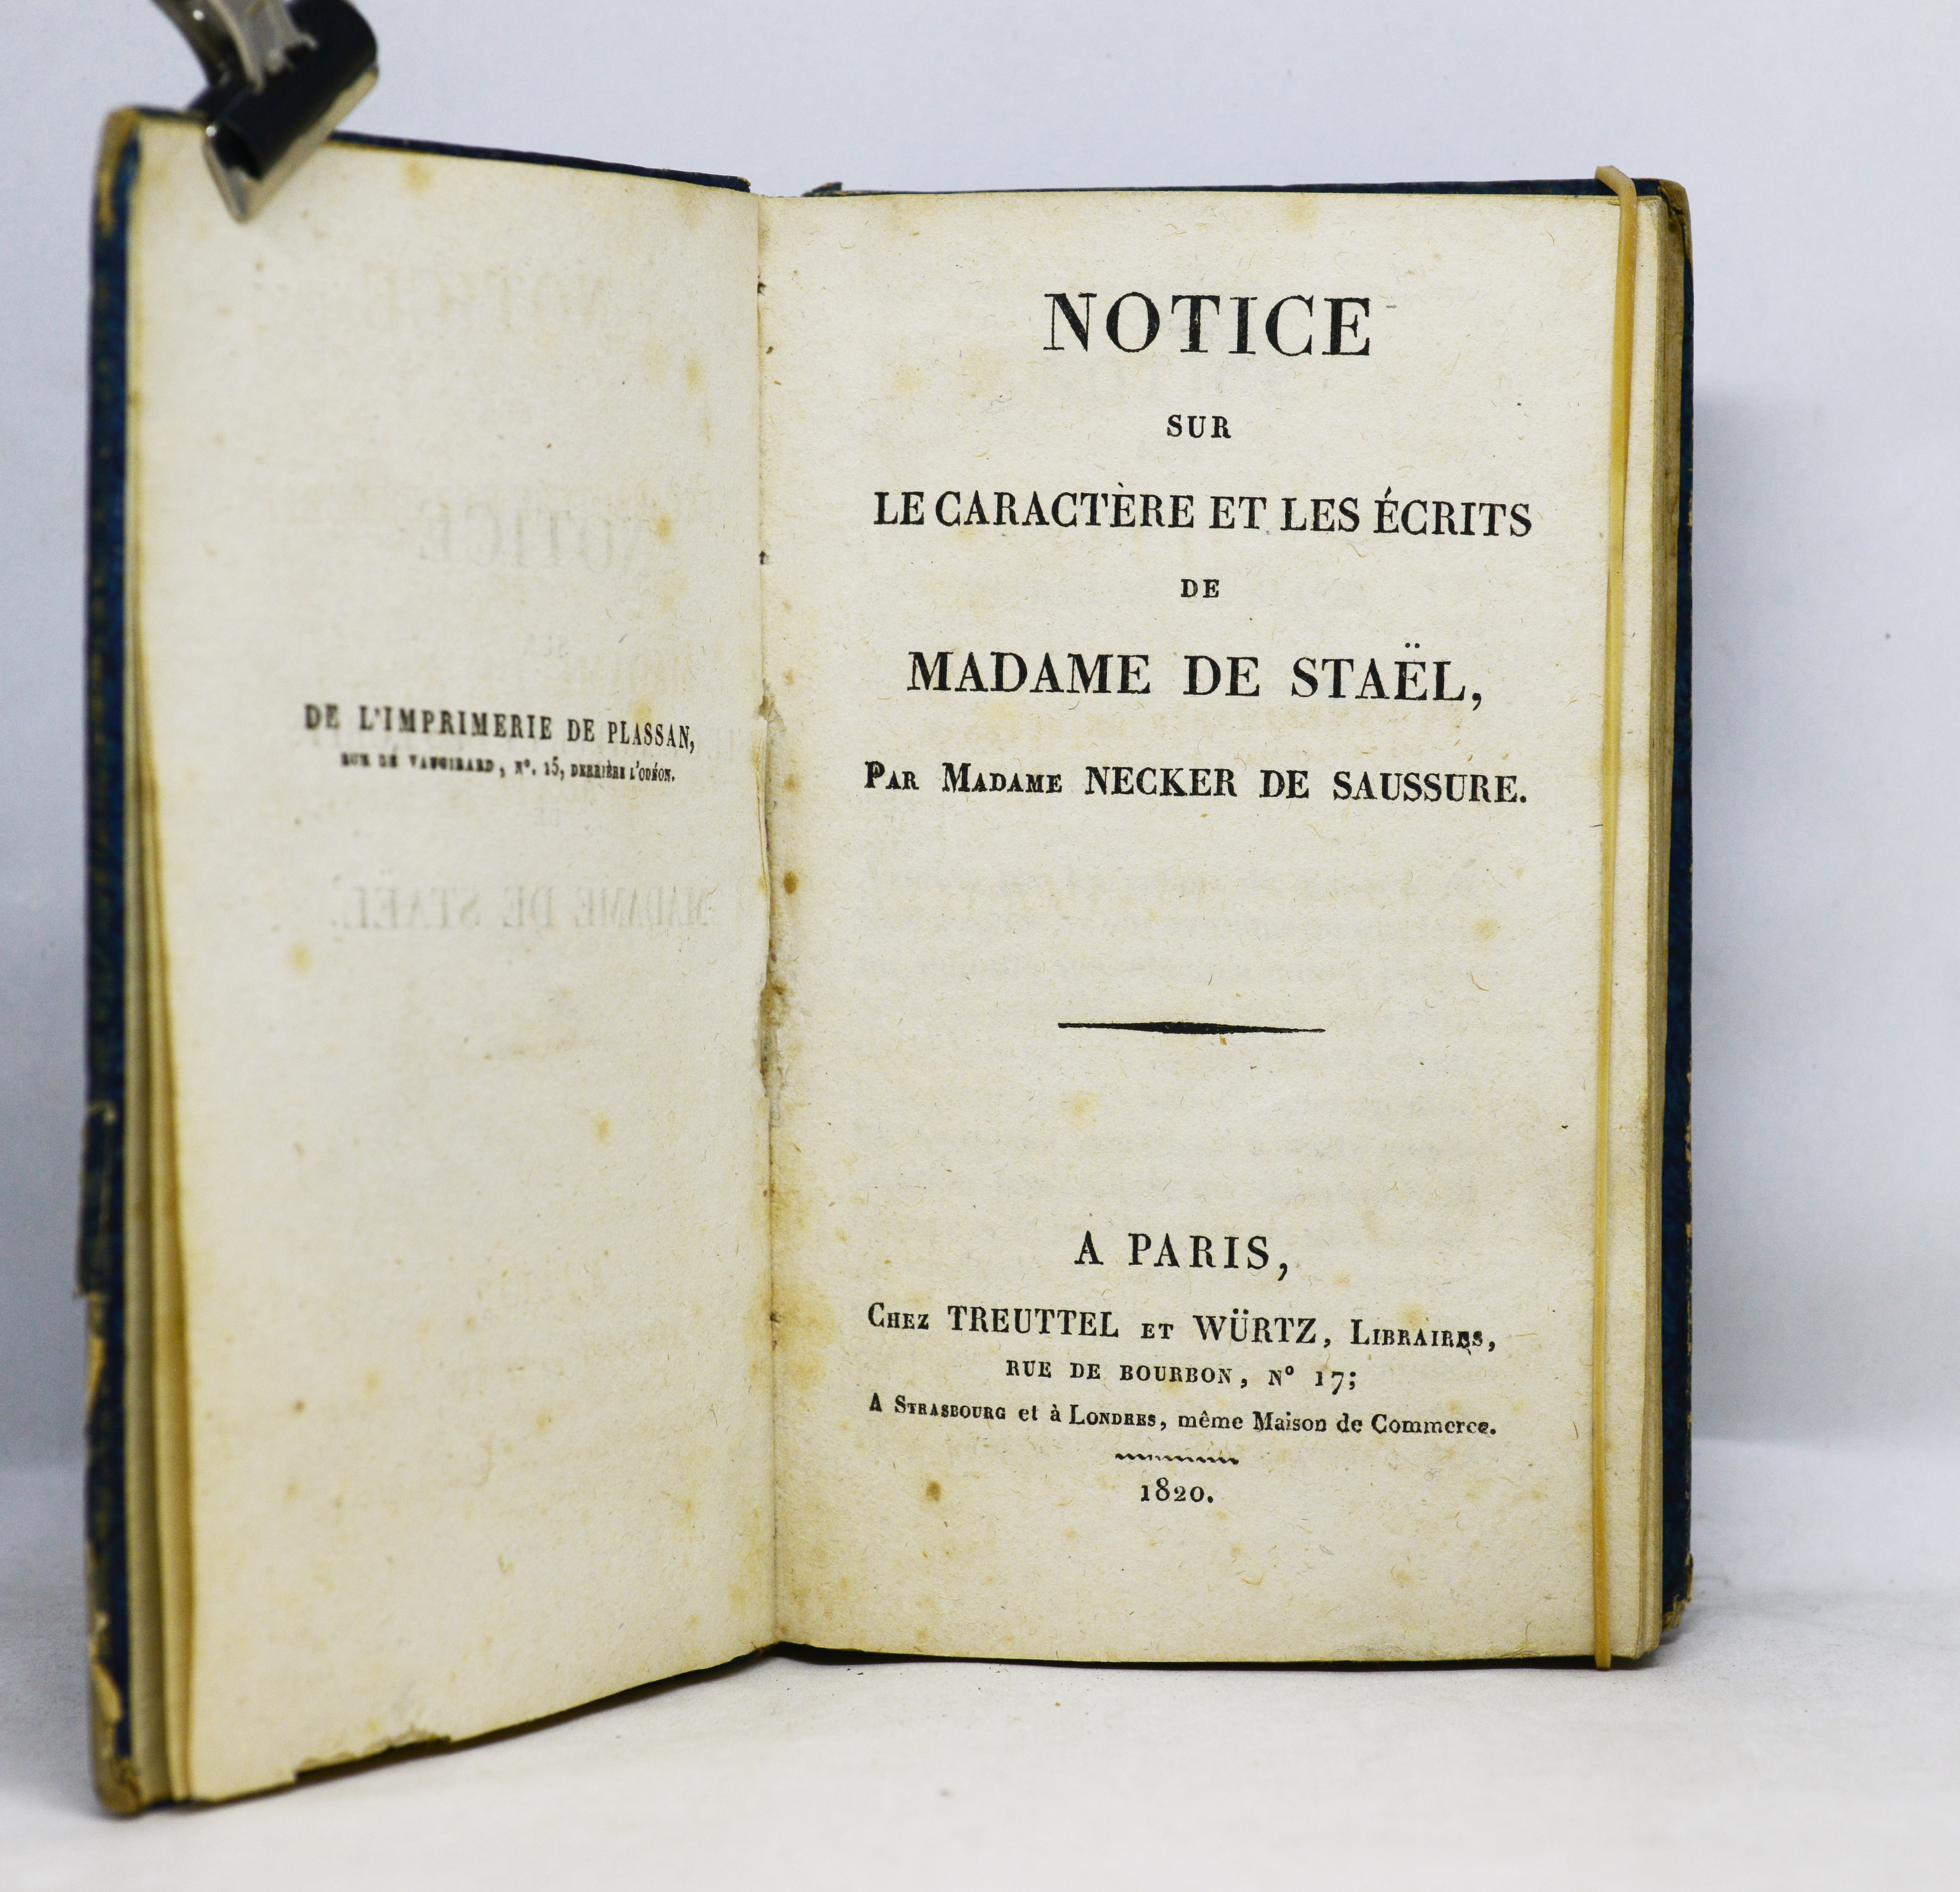 DE L'IMPRIMERIE DE PLASSAN,
RUE DE VAUGIRARD, N°. 15, DERRIÈRE L'ODÉON.
NOTICE
SUR
LE CARACTÈRE ET LES ÉCRITS
DE
MADAME DE STAËL,
PAR MADAME NECKER DE SAUSSURE.
A PARIS,
CHEZ TREUTTEL ET WÜRTZ, LIBRAIRES,
RUE DE BOURBON, N° 17;
A STRASBOURG et à LONDRES, même Maison de Commerce.
1820.